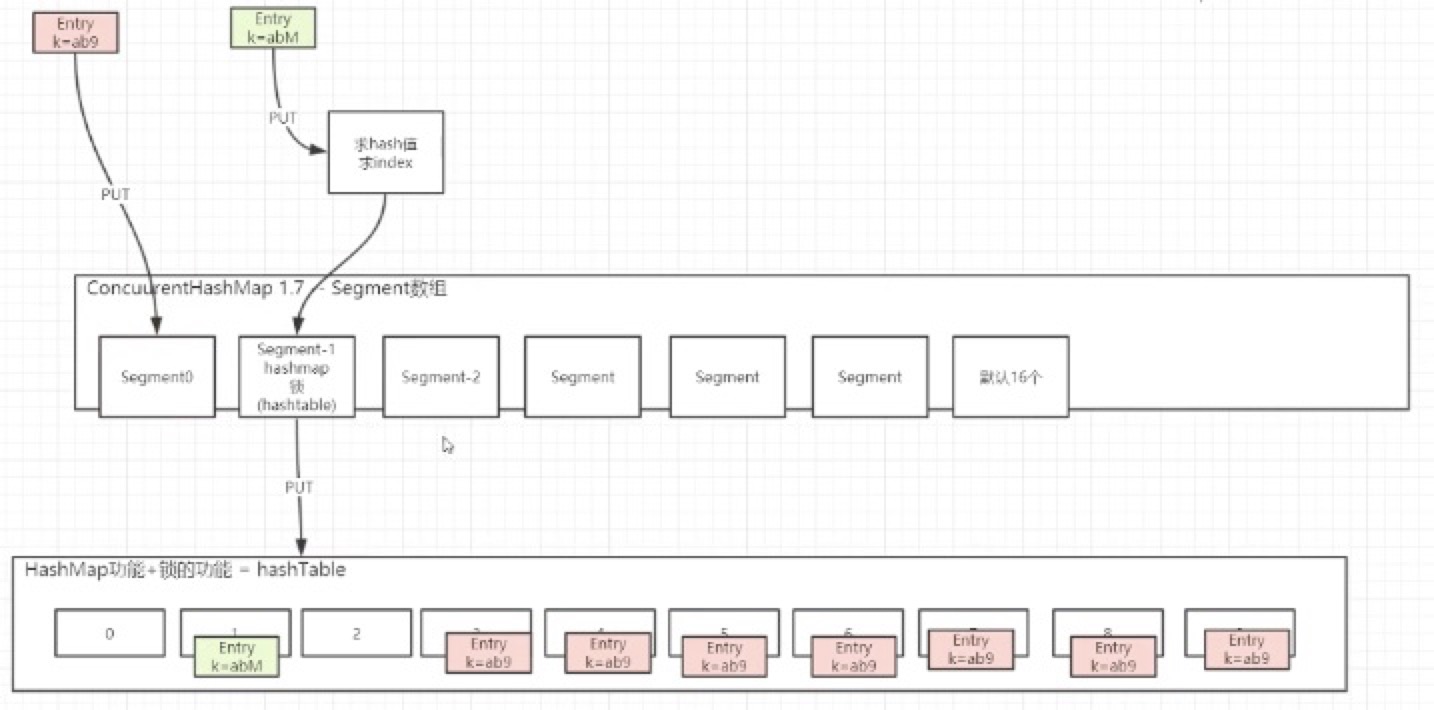 Entry
k=ab9
Entry
k=abM
PUT
求hash值
求index
PUT
ConcuurentHashMap 1.7 - Segment数组
Segment0
Segment-1
hashmap
锁
(hashtable)
Segment-2
Segment
Segment
Segment
默认16个
PUT
HashMap功能+锁的功能 = hashTable
0
1
2
5
6
8
Entry
k=abM
Entry
k=ab9
Entry
k=ab9
Entry
k=ab9
Entry
k=ab9
Entry
k=ab9
Entry
k=ab9
Entry
k=ab9